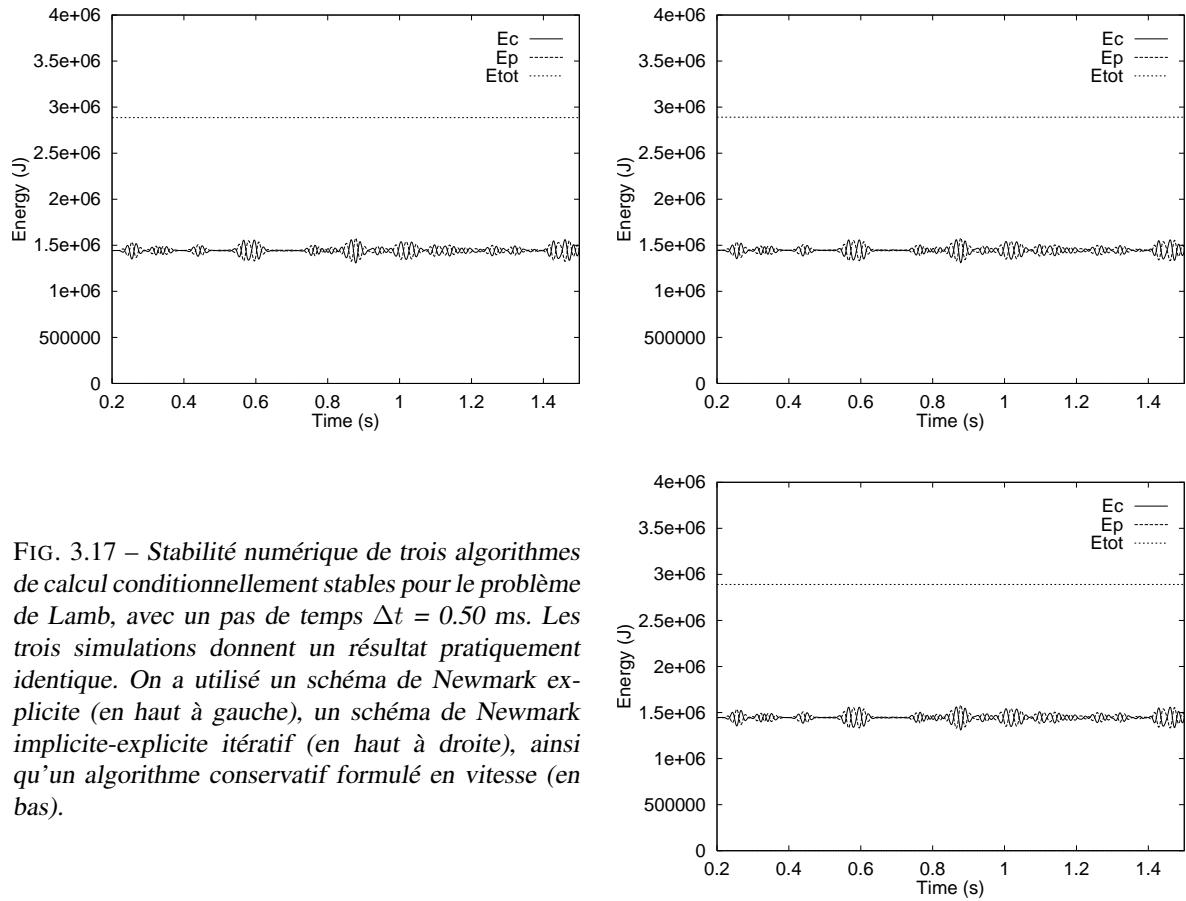 4e+06
3.5e+06
3e+06
2.5e+06
2e+06
1.5e+06
1e+06
500000
0
Energy (J)
0.2 0.4 0.6 0.8 1 1.2 1.4
Time (s)
Ec
Ep
Etot
4e+06
3.5e+06
3e+06
2.5e+06
2e+06
1.5e+06
1e+06
500000
0
Energy (J)
0.2 0.4 0.6 0.8 1 1.2 1.4
Time (s)
Ec
Ep
Etot
FIG. 3.17 – Stabilité numérique de trois algorithmes
de calcul conditionnellement stables pour le problème
de Lamb, avec un pas de temps Δt = 0.50 ms. Les
trois simulations donnent un résultat pratiquement
identique. On a utilisé un schéma de Newmark ex-
plicite (en haut à gauche), un schéma de Newmark
implicite-explicite itératif (en haut à droite), ainsi
qu'un algorithme conservatif formulé en vitesse (en
bas).
4e+06
3.5e+06
3e+06
2.5e+06
2e+06
1.5e+06
1e+06
500000
0
Energy (J)
0.2 0.4 0.6 0.8 1 1.2 1.4
Time (s)
Ec
Ep
Etot